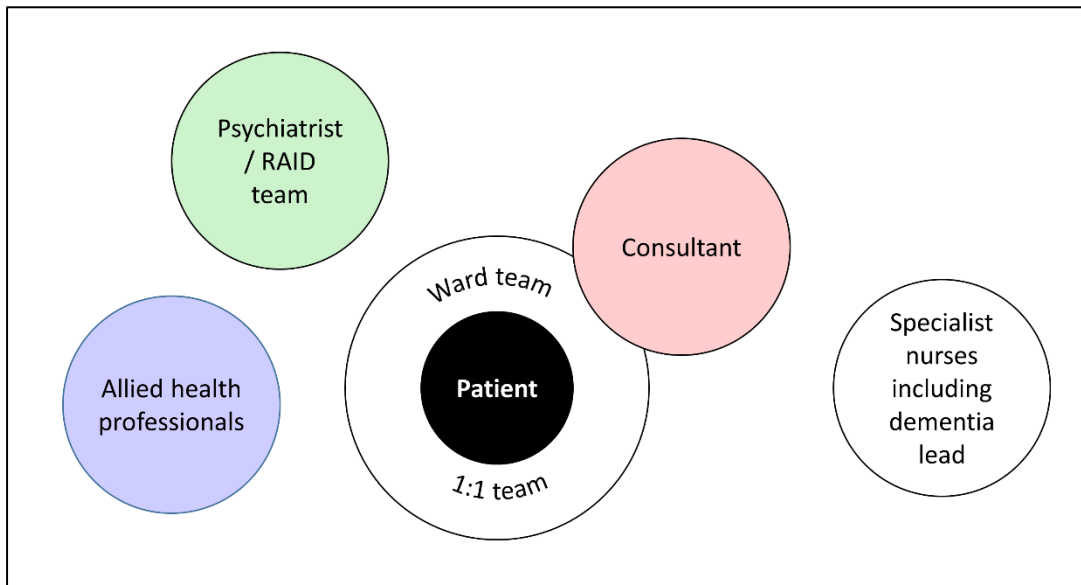 Psychiatrist
/ RAID
team
Consultant
Ward team
Patient
1:1 team
Allied health
professionals
Specialist
nurses
including
dementia
lead